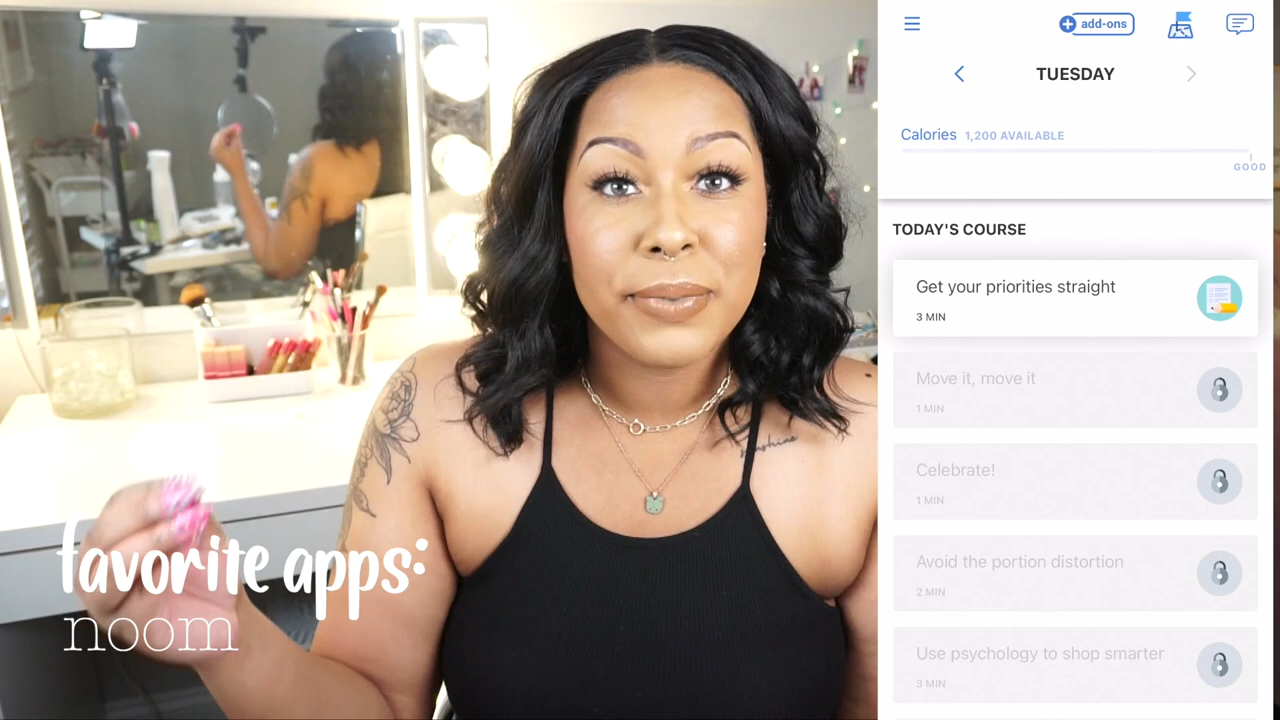 favorite apps:
noom
sunshine
add-ons
TUESDAY
Calories 1,200 AVAILABLE
GOOD
TODAY'S COURSE
Get your priorities straight
3 MIN
Move it, move it
1 MIN
Celebrate!
1 MIN
Avoid the portion distortion
2 MIN
Use psychology to shop smarter
3 MIN